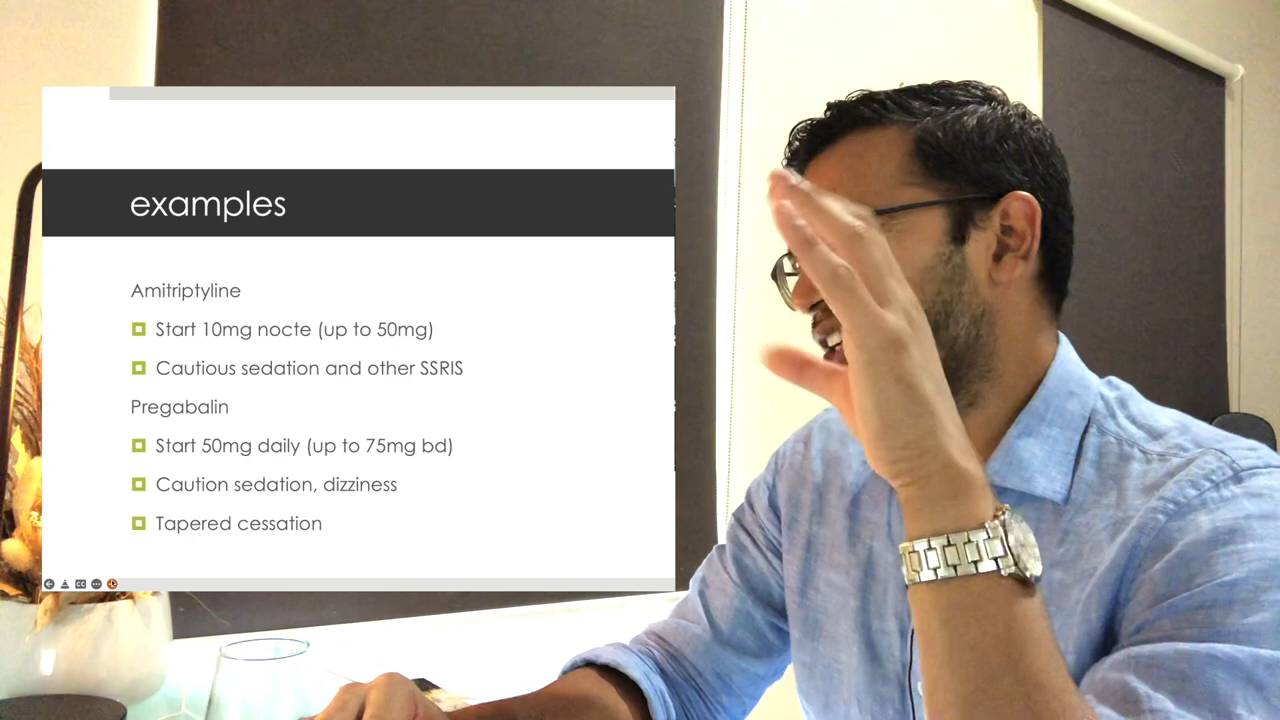 examples
Amitriptyline
Start 10mg nocte (up to 50mg)
Cautious sedation and other SSRIS
Pregabalin
Start 50mg daily (up to 75mg bd)
Caution sedation, dizziness
Tapered cessation
CC